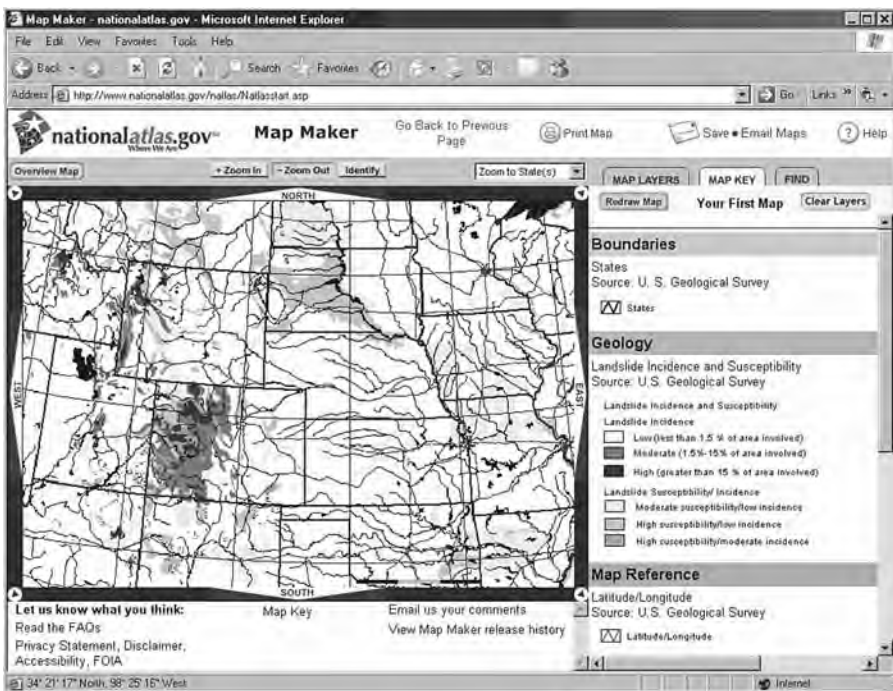 Map Maker - nationalatlas.gov - Microsoft Internet Explorer
File Edit View Favorites Tools Help
Back Search Favorites
Address http://www.nationalatlas.gov/natlas/Natlasstart.asp Go Links »
nationalatlas.gov™ Map Maker Go Back to Previous Page Print Map Save • Email Maps ? Help
Where We Are
Overview Map + Zoom In - Zoom Out Identify Zoom to State(s) MAP LAYERS MAP KEY FIND
NORTH
Redraw Map Your First Map Clear Layers
WEST
EAST
SOUTH
Boundaries
States
Source: U. S. Geological Survey
States
Geology
Landslide Incidence and Susceptibility
Source: U.S. Geological Survey
Landslide Incidence and Susceptibility
Landslide Incidence
Low (less than 1.5 % of area involved)
Moderate (1.5%-15% of area involved)
High (greater than 15 % of area involved)
Landslide Susceptibility/ Incidence
Moderate susceptibility/low incidence
High susceptibility/low incidence
High susceptibility/moderate incidence
Map Reference
Latitude/Longitude
Source: U.S. Geological Survey
Latitude/Longitude
Let us know what you think: Map Key Email us your comments
Read the FAQs View Map Maker release history
Privacy Statement, Disclaimer,
Accessibility, FOIA
34° 21' 17" North, 98° 25' 16" West Internet